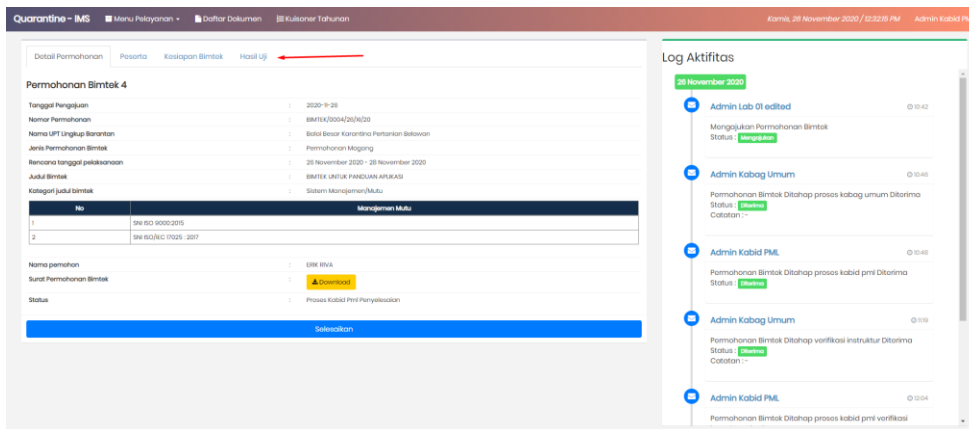 Quarantine - IMS Menu Pelayanan Daftar Dokumen Kuisoner Tahunan Kamis, 26 November 2020 / 12:32:15 PM Admin Kabid
Detail Permohonan Peserta Kesiapan Bimtek Hasil Uji
Permohonan Bimtek 4
Tanggal Pengajuan : 2020-11-26
Nomor Permohonan : BIMTEK/0004/26/11/20
Nama UPT Lingkup Barantan : Balai Besar Karantina Pertanian Belawan
Jenis Permohonan Bimtek : Permohonan Magang
Rencana tanggal pelaksanaan : 28 November 2020 - 28 November 2020
Judul Bimtek : BIMTEK UNTUK PANDUAN APLIKASI
Kategori judul bimtek : Sistem Manajemen/Mutu
No Manajemen Mutu
1 SNI ISO 9000:2015
2 SNI ISO/IEC 17025 : 2017
Nama pemohon : ERIK RIVA
Surat Permohonan Bimtek : Download
Status : Proses Kabid Pml Penyelesaian
Selesaikan
Log Aktifitas
26 November 2020
Admin Lab 01 edited 10:42
Mengajukan Permohonan Bimtek
Status : Mengajukan
Admin Kabag Umum
Permohonan Bimtek Ditahap proses kabag umum Diterima
Status : Diterima
Catatan : -
Admin Kabid PML
Permohonan Bimtek Ditahap proses kabid pml Diterima
Status : Diterima
Admin Kabag Umum
Permohonan Bimtek Ditahap verifikasi instruktur Diterima
Status : Diterima
Catatan : -
Admin Kabid PML 12:04
Permohonan Bimtek Ditahap proses kabid pml verifikasi